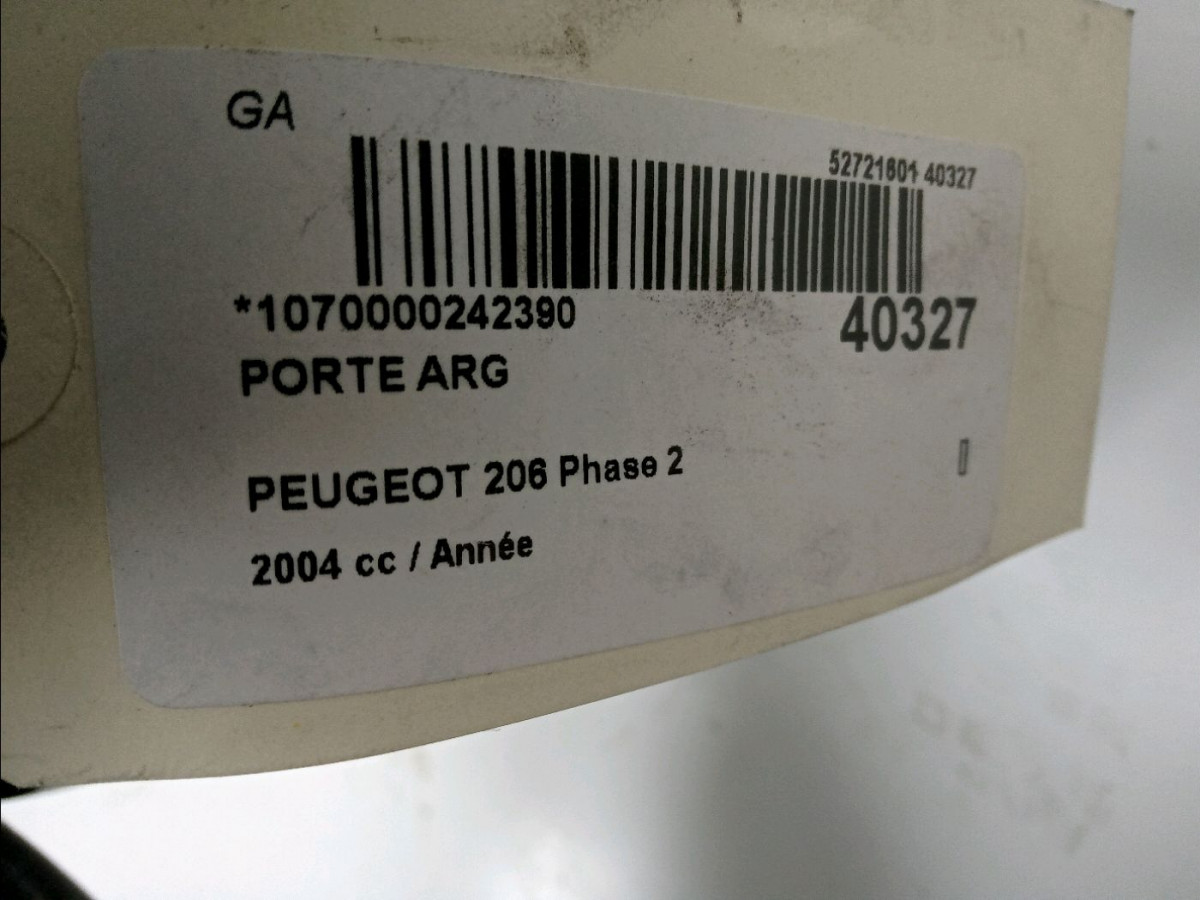 GA
52721601 40327
*1070000242390
40327
PORTE ARG
PEUGEOT 206 Phase 2
2004 cc / Année